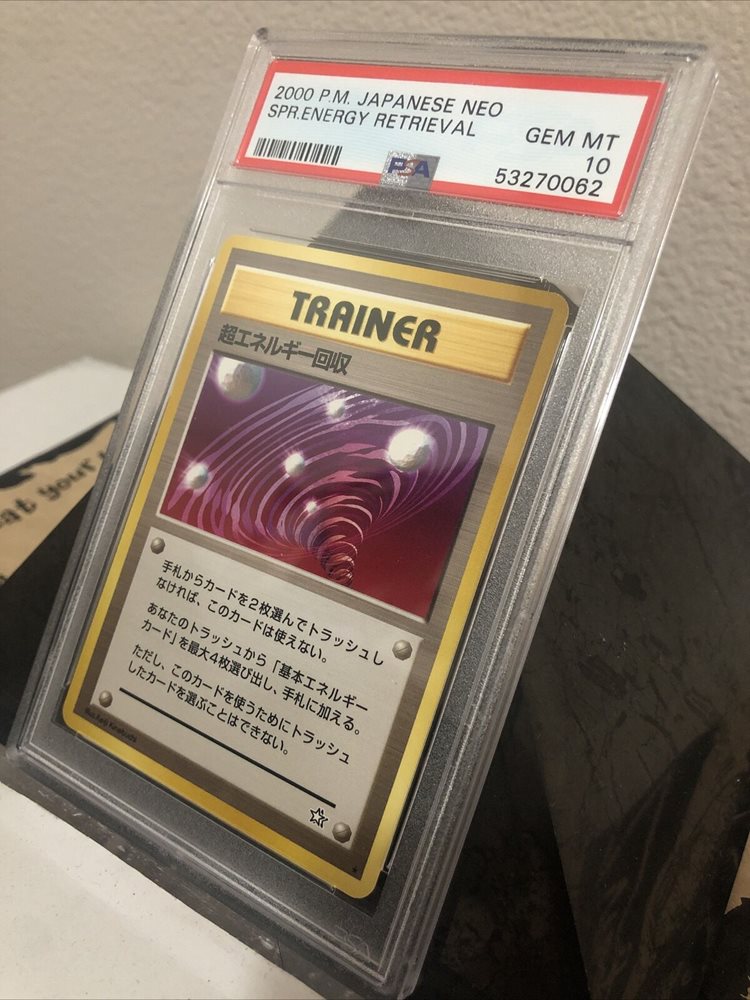 2000 P.M. JAPANESE NEO
SPR.ENERGY RETRIEVAL
GEM MT
10
PSA
53270062
TRAINER
超エネルギー回収
手札からカードを2枚選んでトラッシュし
なければ、このカードは使えない。
あなたのトラッシュから「基本エネルギー
カード」を最大4枚選び出し、手札に加える。
ただし、このカードを使うためにトラッシュ
したカードを選ぶことはできない。
Illus. Keiji Kinebuchi
at your